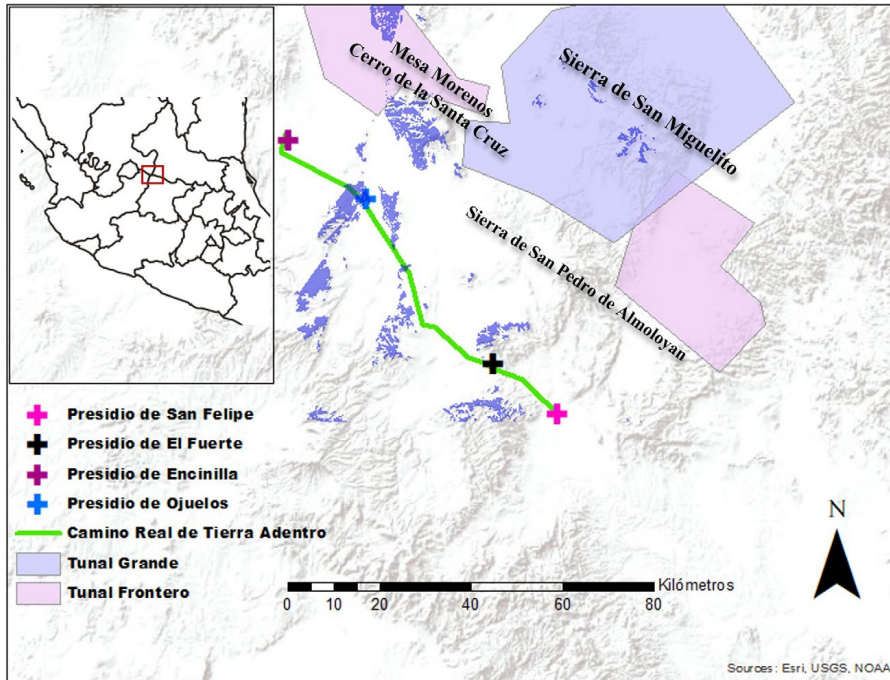 Mesa Morenos
Cerro de la Santa Cruz
Sierra de San Miguelito
Sierra de San Pedro de Almoloyan
Presidio de San Felipe
Presidio de El Fuerte
Presidio de Encinilla
Presidio de Ojuelos
Camino Real de Tierra Adentro
Tunal Grande
Tunal Frontero
N
Kilómetros
0 10 20 40 60 80
Sources: Esri, USGS, NOAA